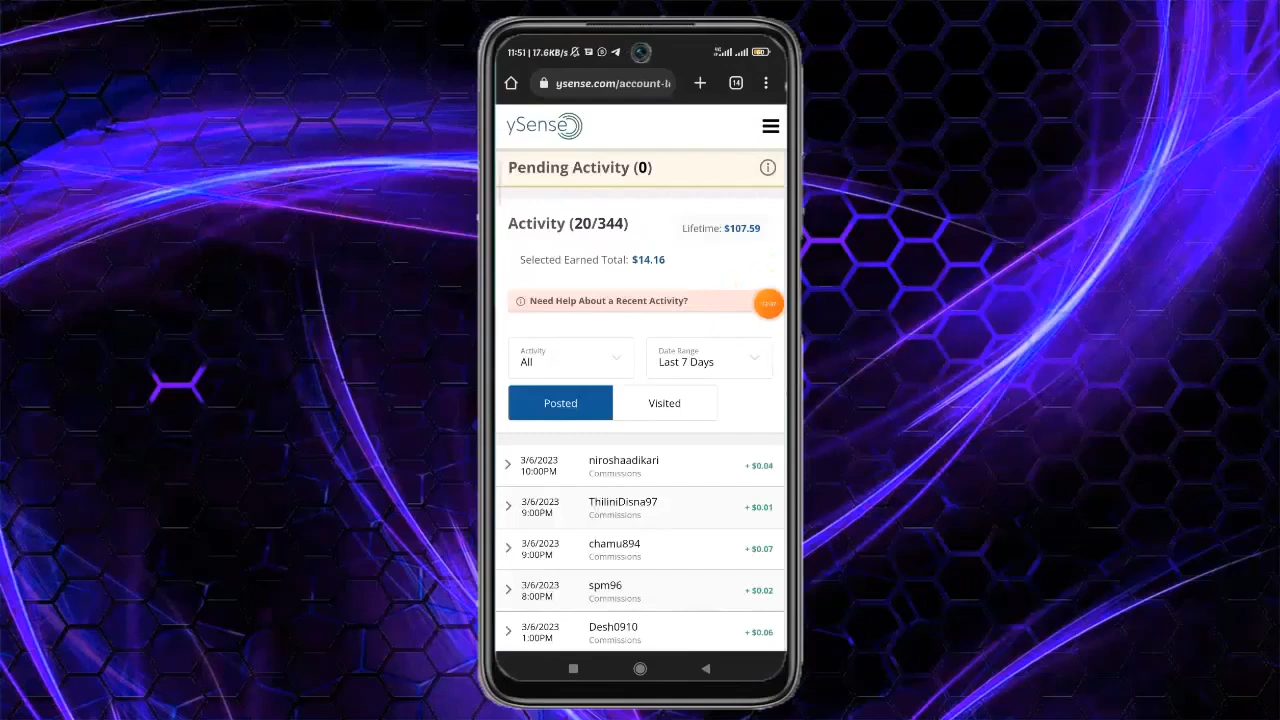 11:51 | 17.6KB/s
60
ysense.com/account-l
14
ySense
Pending Activity (0)
Activity (20/344)
Lifetime: $107.59
Selected Earned Total: $14.16
Need Help About a Recent Activity?
Activity
All
Date Range
Last 7 Days
Posted
Visited
3/6/2023
10:00PM
niroshaadikari
Commissions
+ $0.04
3/6/2023
9:00PM
ThiliniDisna97
Commissions
+ $0.01
3/6/2023
9:00PM
chamu894
Commissions
+ $0.07
3/6/2023
8:00PM
spm96
Commissions
+ $0.02
3/6/2023
1:00PM
Desh0910
Commissions
+ $0.06